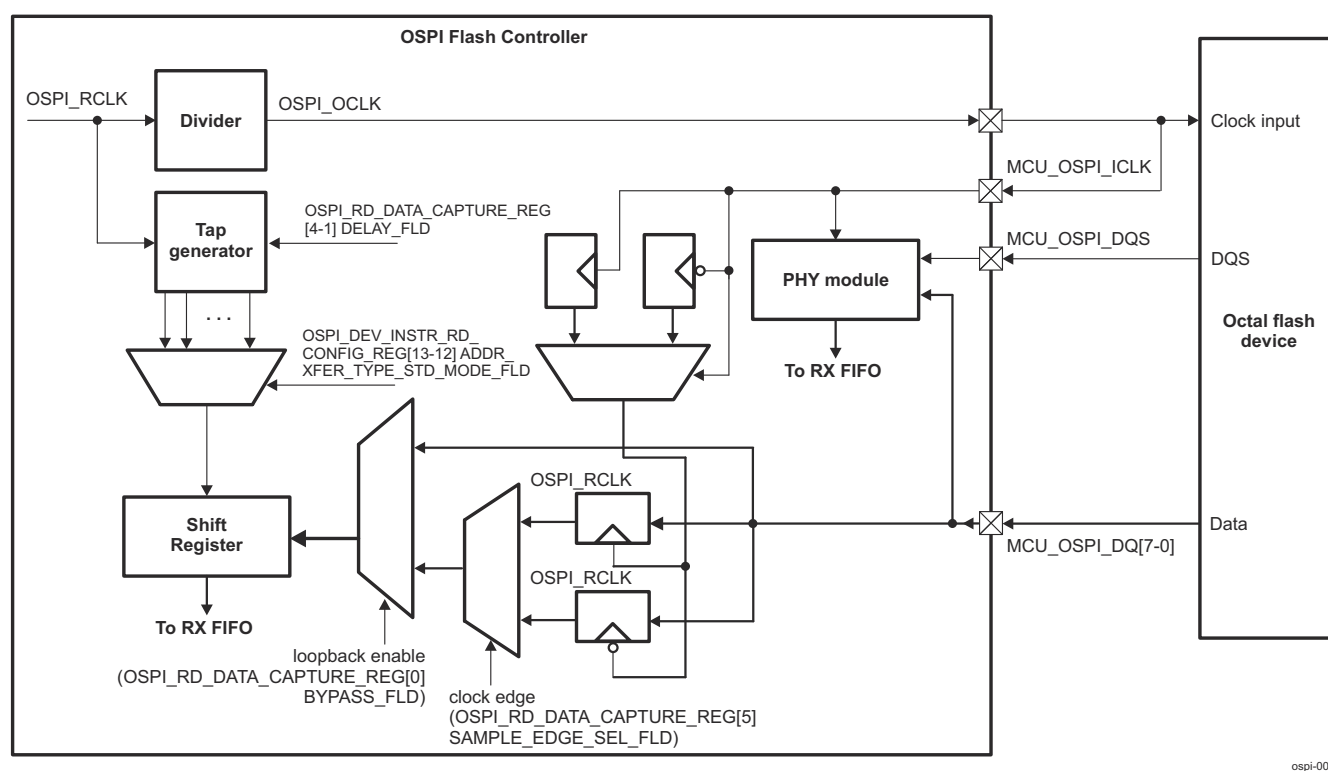 OSPI Flash Controller
OSPI_RCLK
Divider
OSPI_OCLK
Clock input
MCU_OSPI_ICLK
Tap
generator
OSPI_RD_DATA_CAPTURE_REG
[4-1] DELAY_FLD
MCU_OSPI_DQS
DQS
PHY module
. . .
Octal flash
device
OSPI_DEV_INSTR_RD_
CONFIG_REG[13-12] ADDR_
XFER_TYPE_STD_MODE_FLD
To RX FIFO
OSPI_RCLK
Shift
Register
Data
MCU_OSPI_DQ[7-0]
OSPI_RCLK
To RX FIFO
loopback enable
(OSPI_RD_DATA_CAPTURE_REG[0]
BYPASS_FLD)
clock edge
(OSPI_RD_DATA_CAPTURE_REG[5]
SAMPLE_EDGE_SEL_FLD)